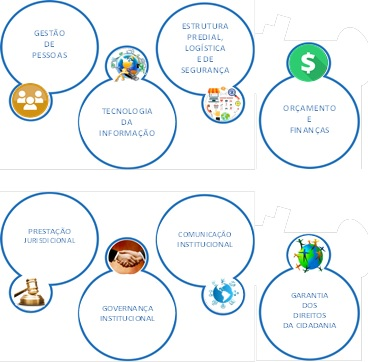 GESTÃO
DE
PESSOAS
TECNOLOGIA
DA
INFORMAÇÃO
ESTRUTURA
PREDIAL,
LOGÍSTICA
E DE
SEGURANÇA
ORÇAMENTO
E
FINANÇAS
PRESTAÇÃO
JURISDICIONAL
GOVERNANÇA
INSTITUCIONAL
COMUNICAÇÃO
INSTITUCIONAL
GARANTIA
DOS
DIREITOS
DA CIDADANIA